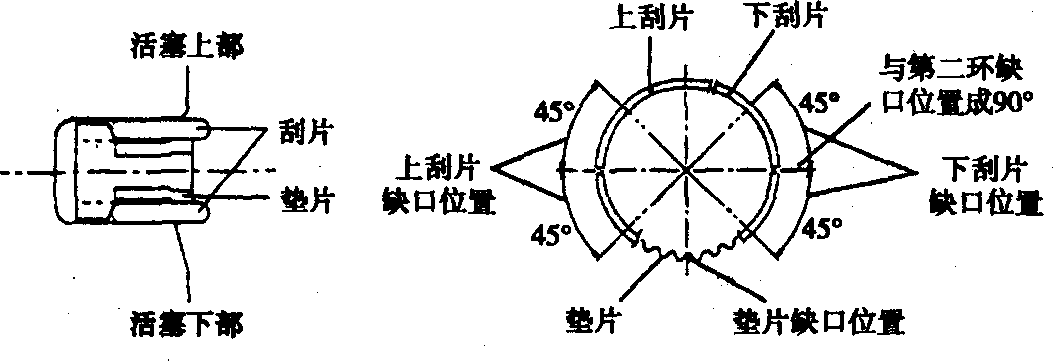 活塞上部
刮片
垫片
活塞下部
上刮片
下刮片
与第二环缺
口位置成90°
45°
45°
上刮片
缺口位置
下刮片
缺口位置
45°
45°
垫片
垫片缺口位置